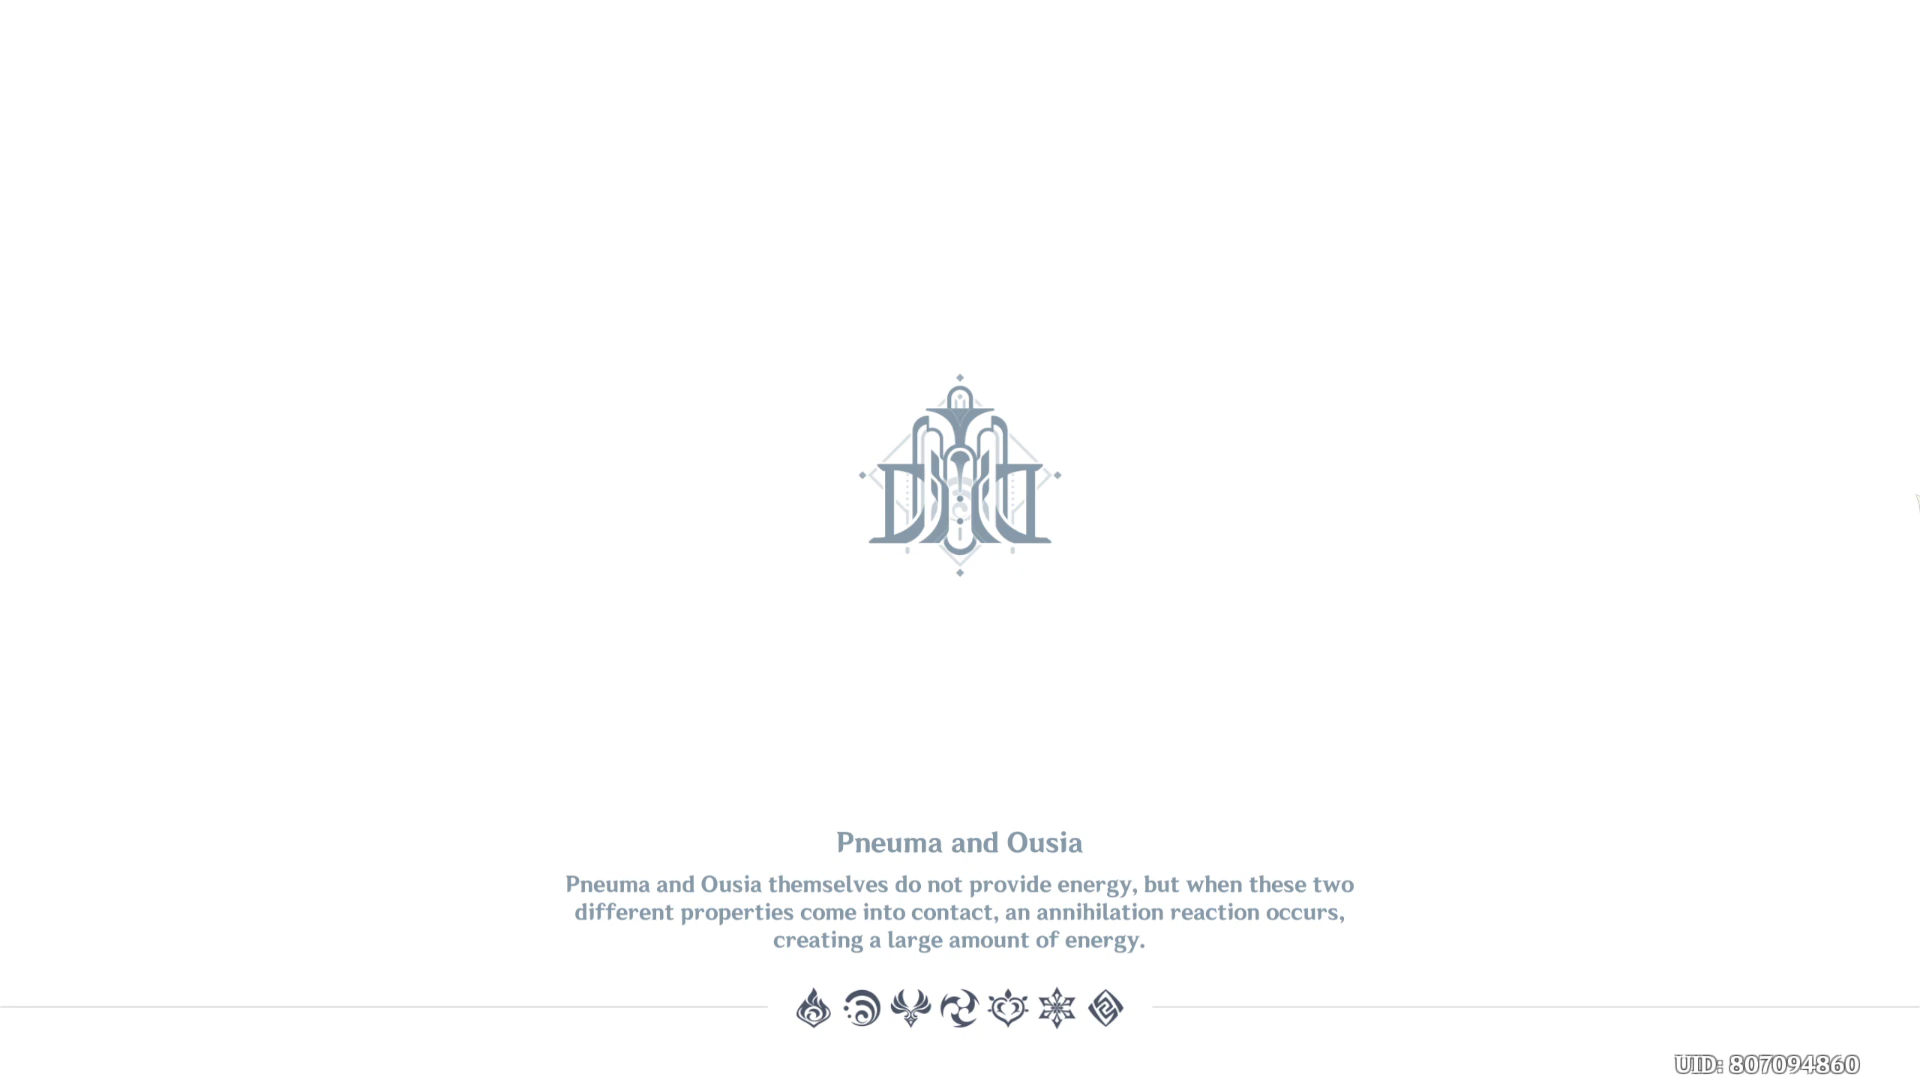 Pneuma and Ousia
Pneuma and Ousia themselves do not provide energy, but when these two
different properties come into contact, an annihilation reaction occurs,
creating a large amount of energy.
UID: 807094860